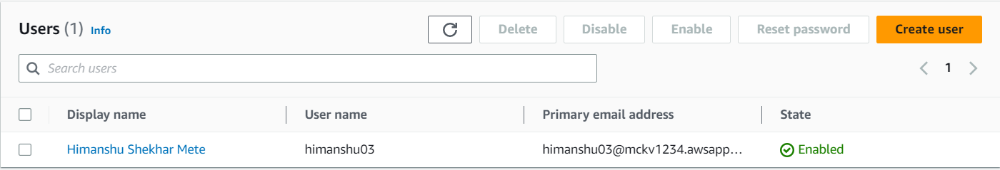 Users (1) Info
Delete Disable Enable Reset password Create user
Search users
1
Display name User name Primary email address State
Himanshu Shekhar Mete himanshu03 himanshu03@mckv1234.awsapp... Enabled